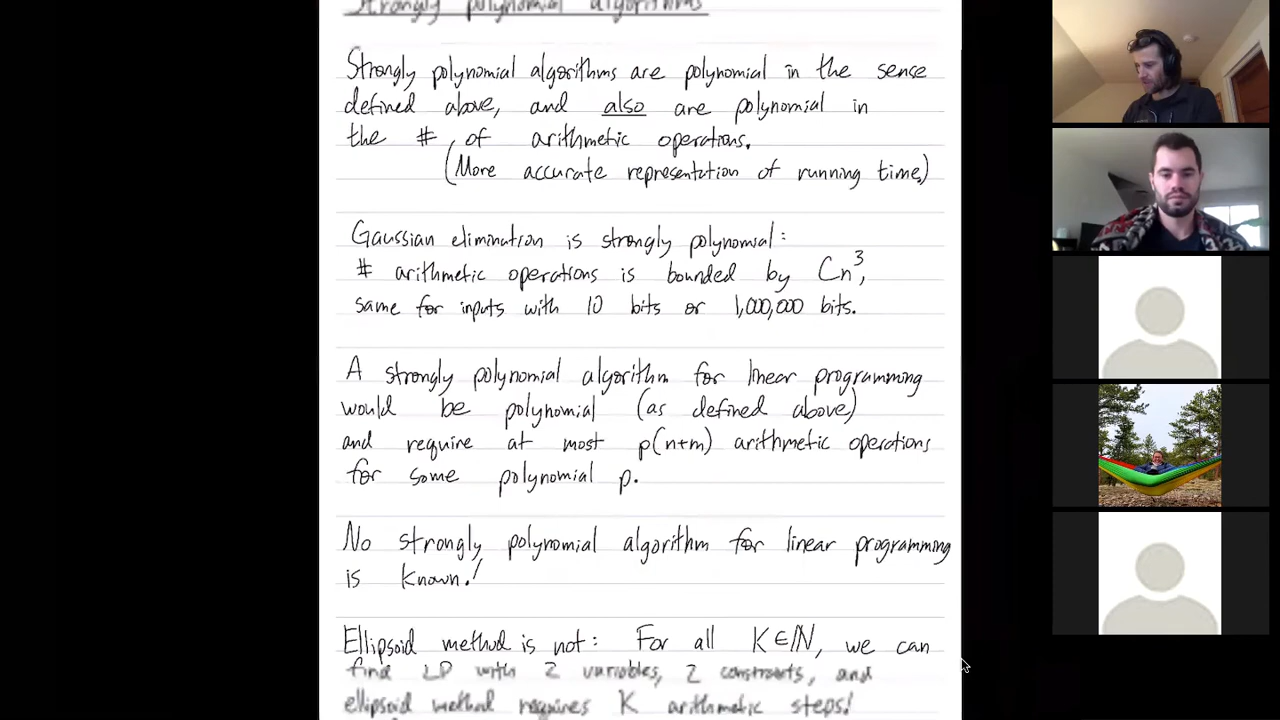 Strongly polynomial algorithms
Strongly polynomial algorithms are polynomial in the sense
defined above, and also are polynomial in
the # of arithmetic operations.
(More accurate representation of running time.)
Gaussian elimination is strongly polynomial:
# arithmetic operations is bounded by Cn³,
same for inputs with 10 bits or 1,000,000 bits.
A strongly polynomial algorithm for linear programming
would be polynomial (as defined above)
and require at most p(n+m) arithmetic operations
for some polynomial p.
No strongly polynomial algorithm for linear programming
is known!
Ellipsoid method is not: For all K∈ℕ, we can
find LP with 2 variables, 2 constraints, and
ellipsoid method requires K arithmetic steps!